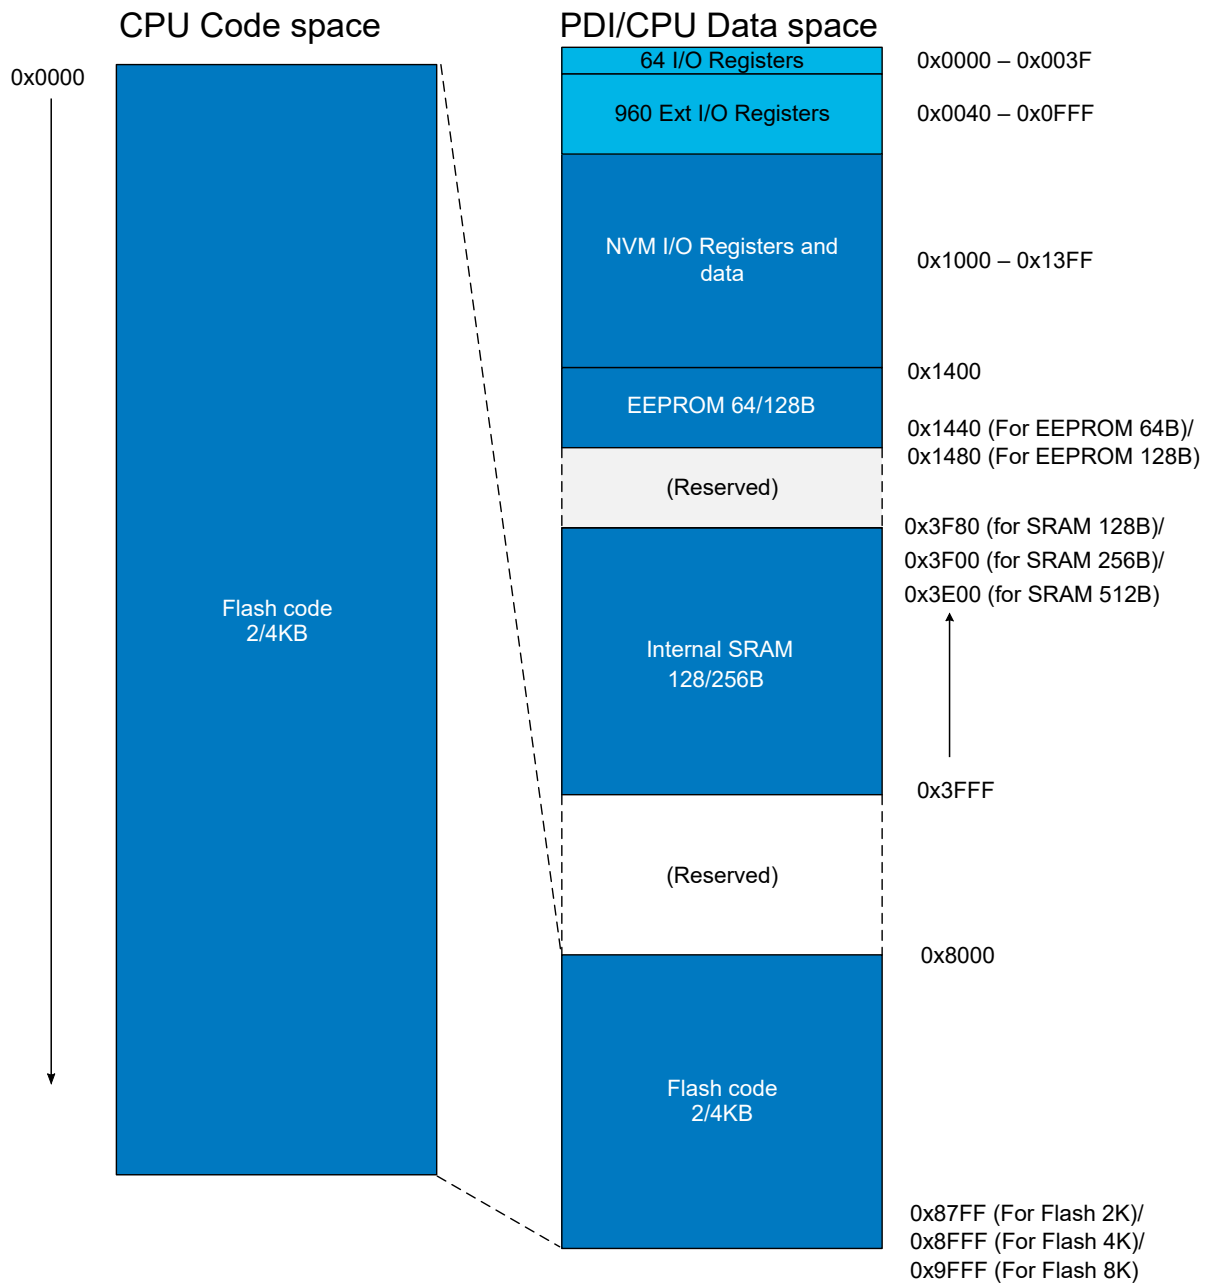 CPU Code space
PDI/CPU Data space
0x0000
64 I/O Registers
0x0000 – 0x003F
960 Ext I/O Registers
0x0040 – 0x0FFF
NVM I/O Registers and
data
0x1000 – 0x13FF
0x1400
EEPROM 64/128B
0x1440 (For EEPROM 64B)/
0x1480 (For EEPROM 128B)
(Reserved)
0x3F80 (for SRAM 128B)/
0x3F00 (for SRAM 256B)/
0x3E00 (for SRAM 512B)
Flash code
2/4KB
Internal SRAM
128/256B
0x3FFF
(Reserved)
0x8000
Flash code
2/4KB
0x87FF (For Flash 2K)/
0x8FFF (For Flash 4K)/
0x9FFF (For Flash 8K)